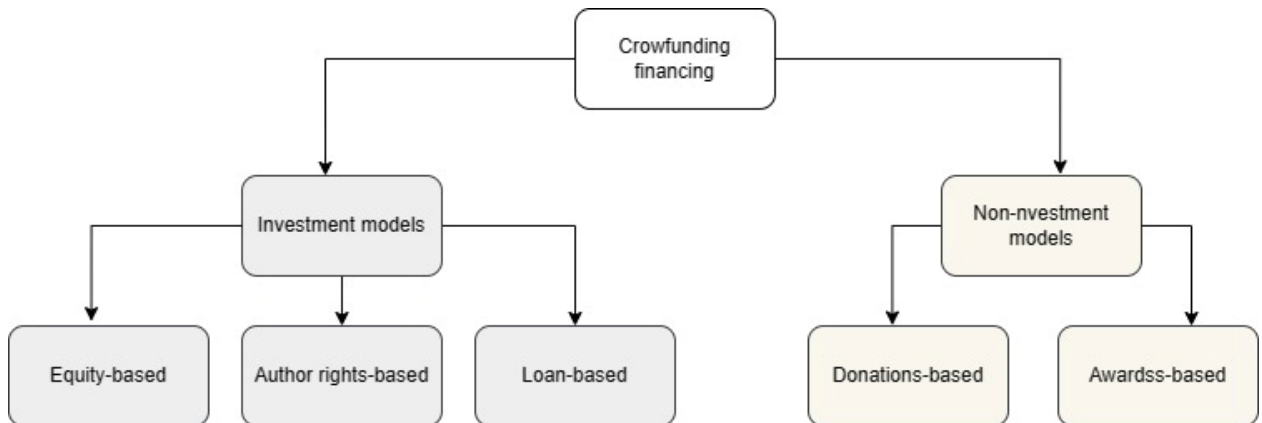 Crowfunding
financing
Investment models
Non-nvestment
models
Equity-based
Author rights-based
Loan-based
Donations-based
Awardss-based